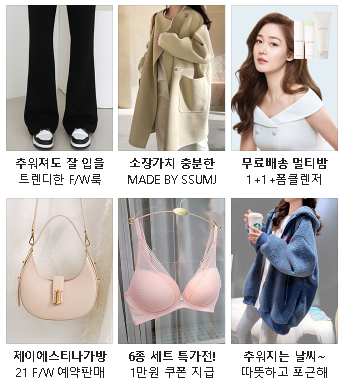 추워져도 잘 입을
트렌디한 F/W룩
소장가치 충분한
MADE BY SSUMJ
무료배송 멀티밤
1+1+폼클렌저
제이에스티나가방
21 F/W 예약판매
6종 세트 특가전!
1만원 쿠폰 지급
추워지는 날씨~
따뜻하고 포근해